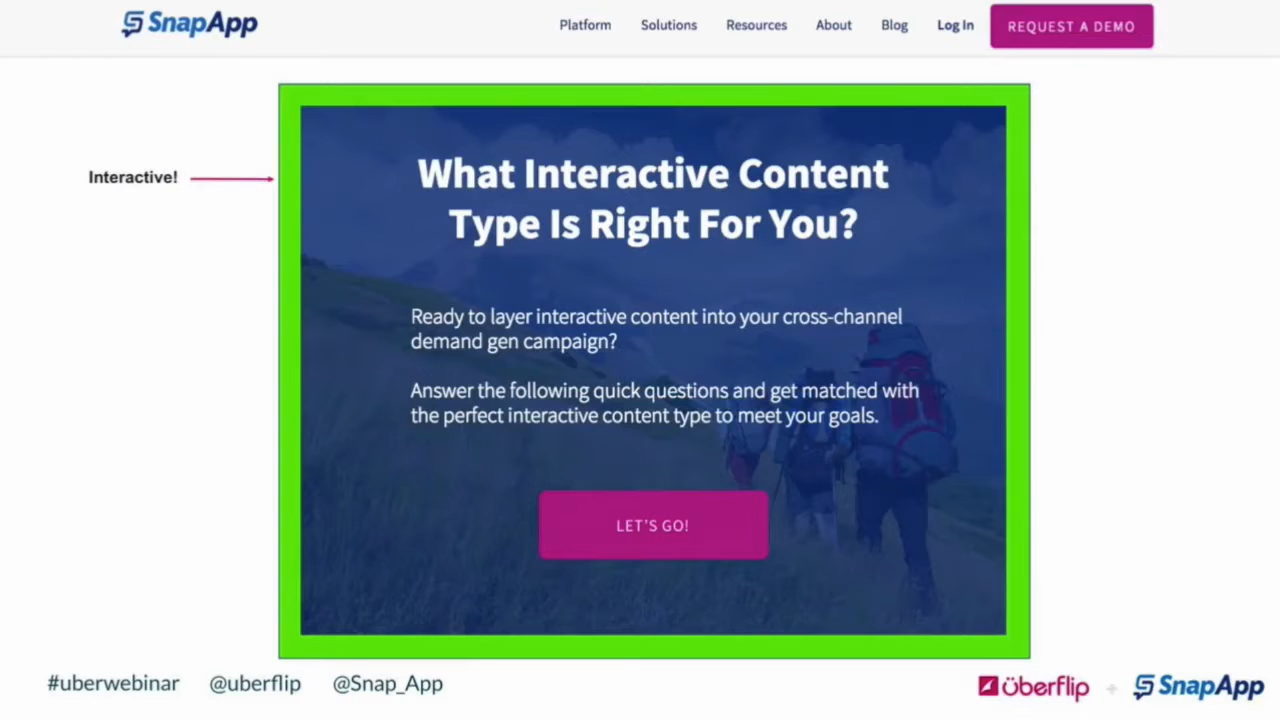 SnapApp
Platform Solutions Resources About Blog Log In REQUEST A DEMO
Interactive!
What Interactive Content
Type Is Right For You?
Ready to layer interactive content into your cross-channel
demand gen campaign?
Answer the following quick questions and get matched with
the perfect interactive content type to meet your goals.
LET'S GO!
#uberwebinar @uberflip @Snap_App
überflip + SnapApp